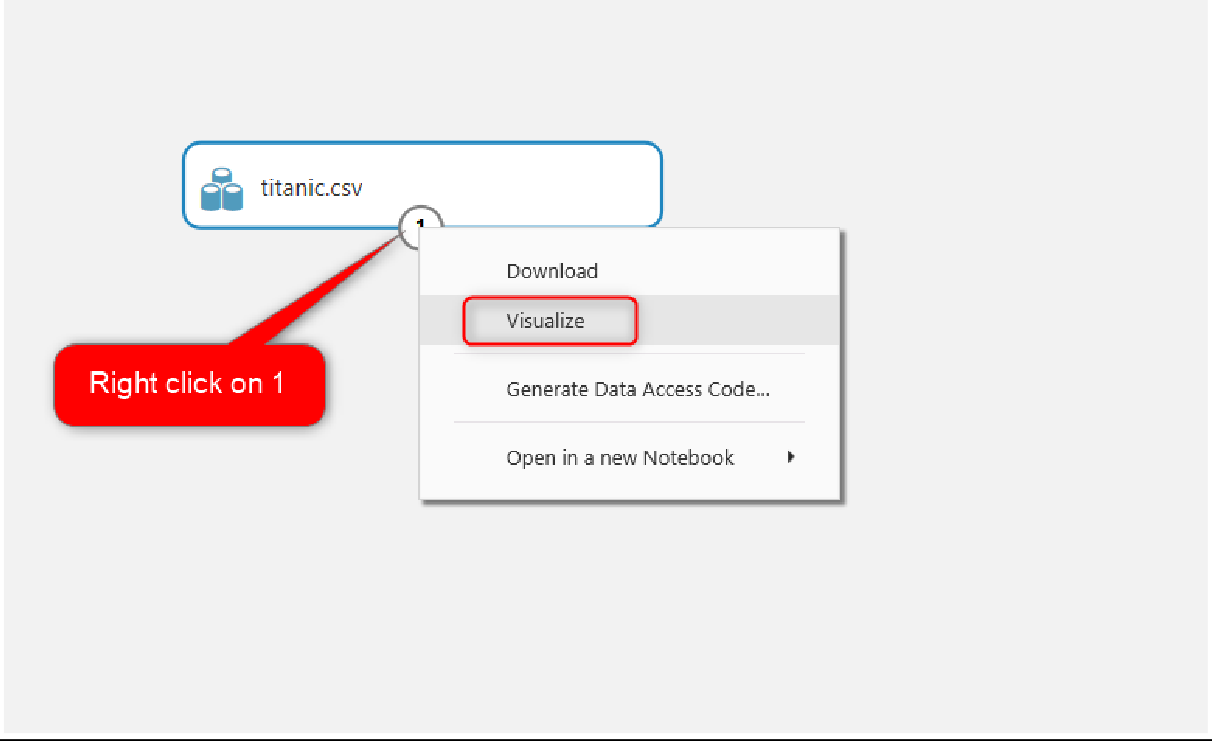 titanic.csv
1
Download
Visualize
Right click on 1
Generate Data Access Code...
Open in a new Notebook